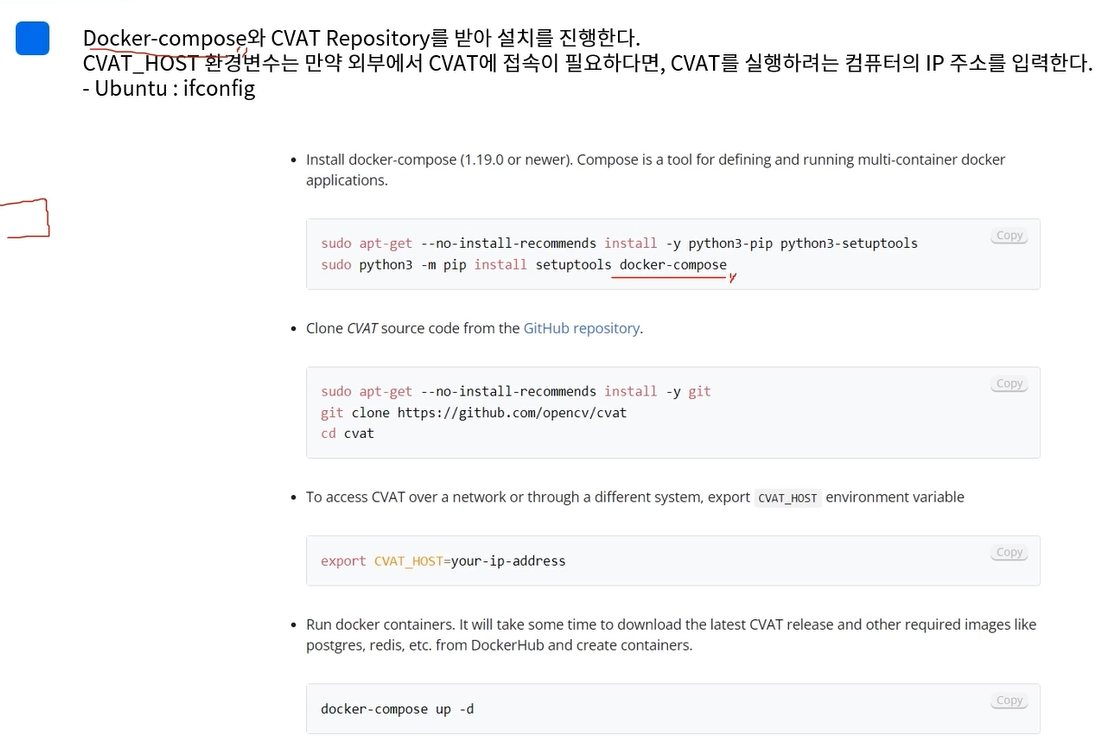 Docker-compose와 CVAT Repository를 받아 설치를 진행한다.
CVAT_HOST 환경변수는 만약 외부에서 CVAT에 접속이 필요하다면, CVAT를 실행하려는 컴퓨터의 IP 주소를 입력한다.
- Ubuntu : ifconfig
• Install docker-compose (1.19.0 or newer). Compose is a tool for defining and running multi-container docker
applications.
Copy
sudo apt-get --no-install-recommends install -y python3-pip python3-setuptools
sudo python3 -m pip install setuptools docker-compose
• Clone CVAT source code from the GitHub repository.
Copy
sudo apt-get --no-install-recommends install -y git
git clone https://github.com/opencv/cvat
cd cvat
• To access CVAT over a network or through a different system, export CVAT_HOST environment variable
Copy
export CVAT_HOST=your-ip-address
• Run docker containers. It will take some time to download the latest CVAT release and other required images like
postgres, redis, etc. from DockerHub and create containers.
Copy
docker-compose up -d